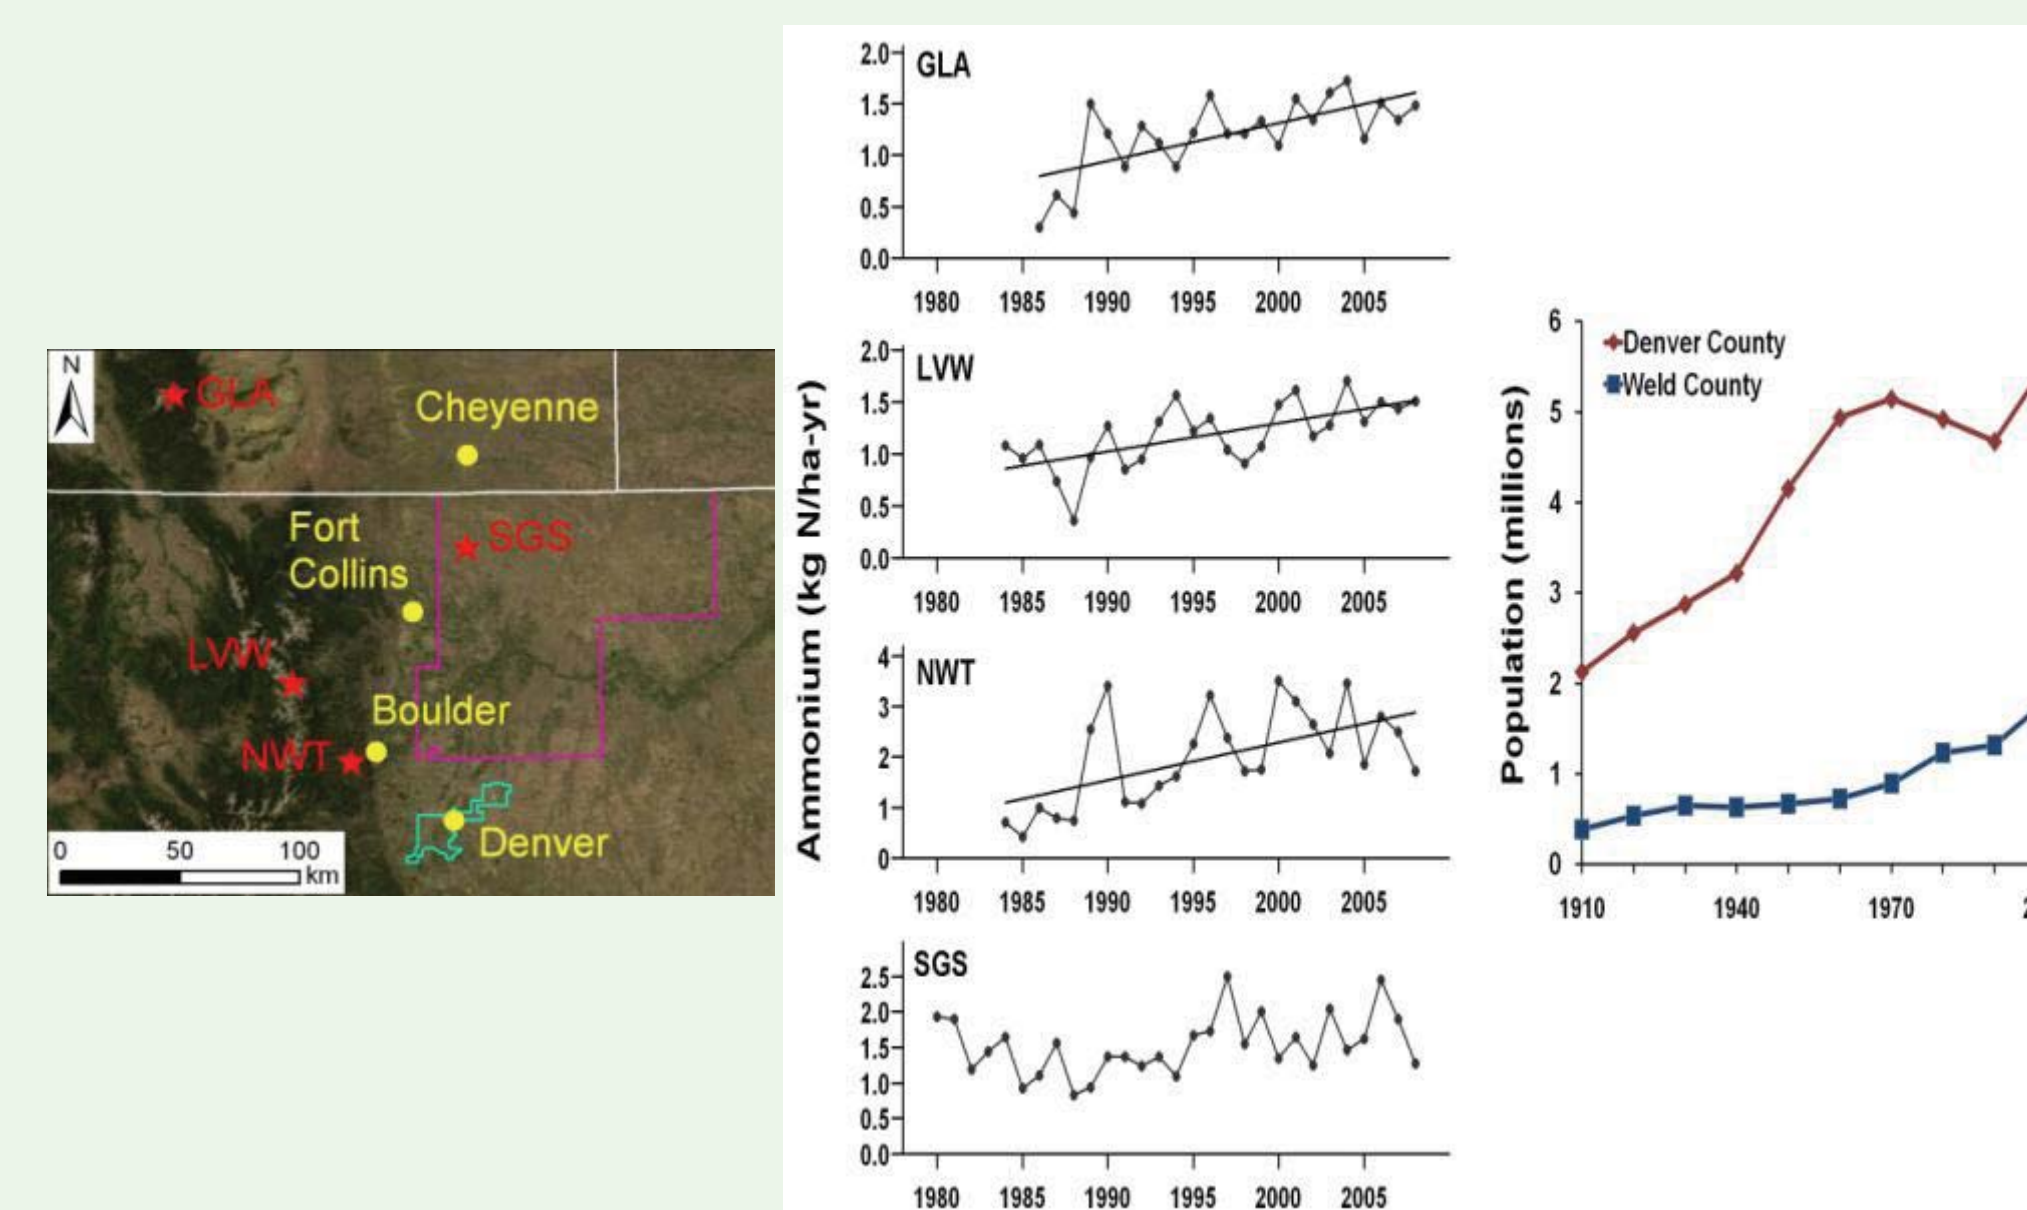 N
GLA
Cheyenne
Fort
Collins
SGS
LVW
Boulder
NWT
Denver
0 50 100
km
Ammonium (kg N/ha-yr)
GLA
2.0
1.5
1.0
0.5
0.0
1980 1985 1990 1995 2000 2005
LVW
2.0
1.5
1.0
0.5
0.0
1980 1985 1990 1995 2000 2005
NWT
4
3
2
1
0
1980 1985 1990 1995 2000 2005
SGS
2.5
2.0
1.5
1.0
0.5
0.0
1980 1985 1990 1995 2000 2005
Population (millions)
6
5
4
3
2
1
0
Denver County
Weld County
1910 1940 1970